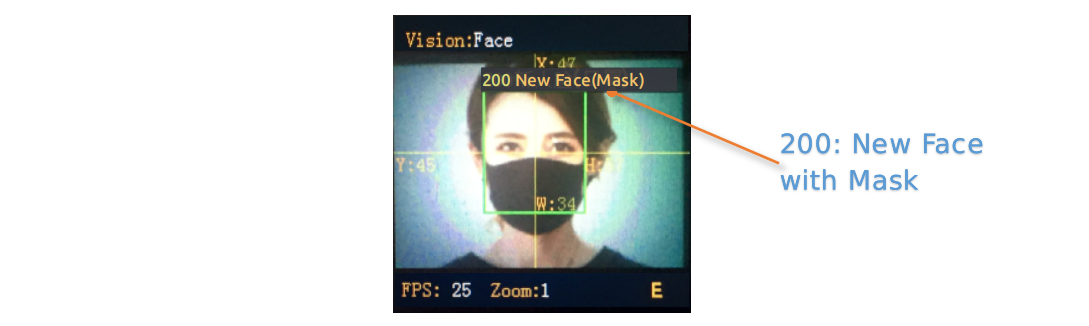 Vision:Face
X:47
200 New Face(Mask)
Y:45
W:34
FPS: 25 Zoom:1 E
200: New Face
with Mask